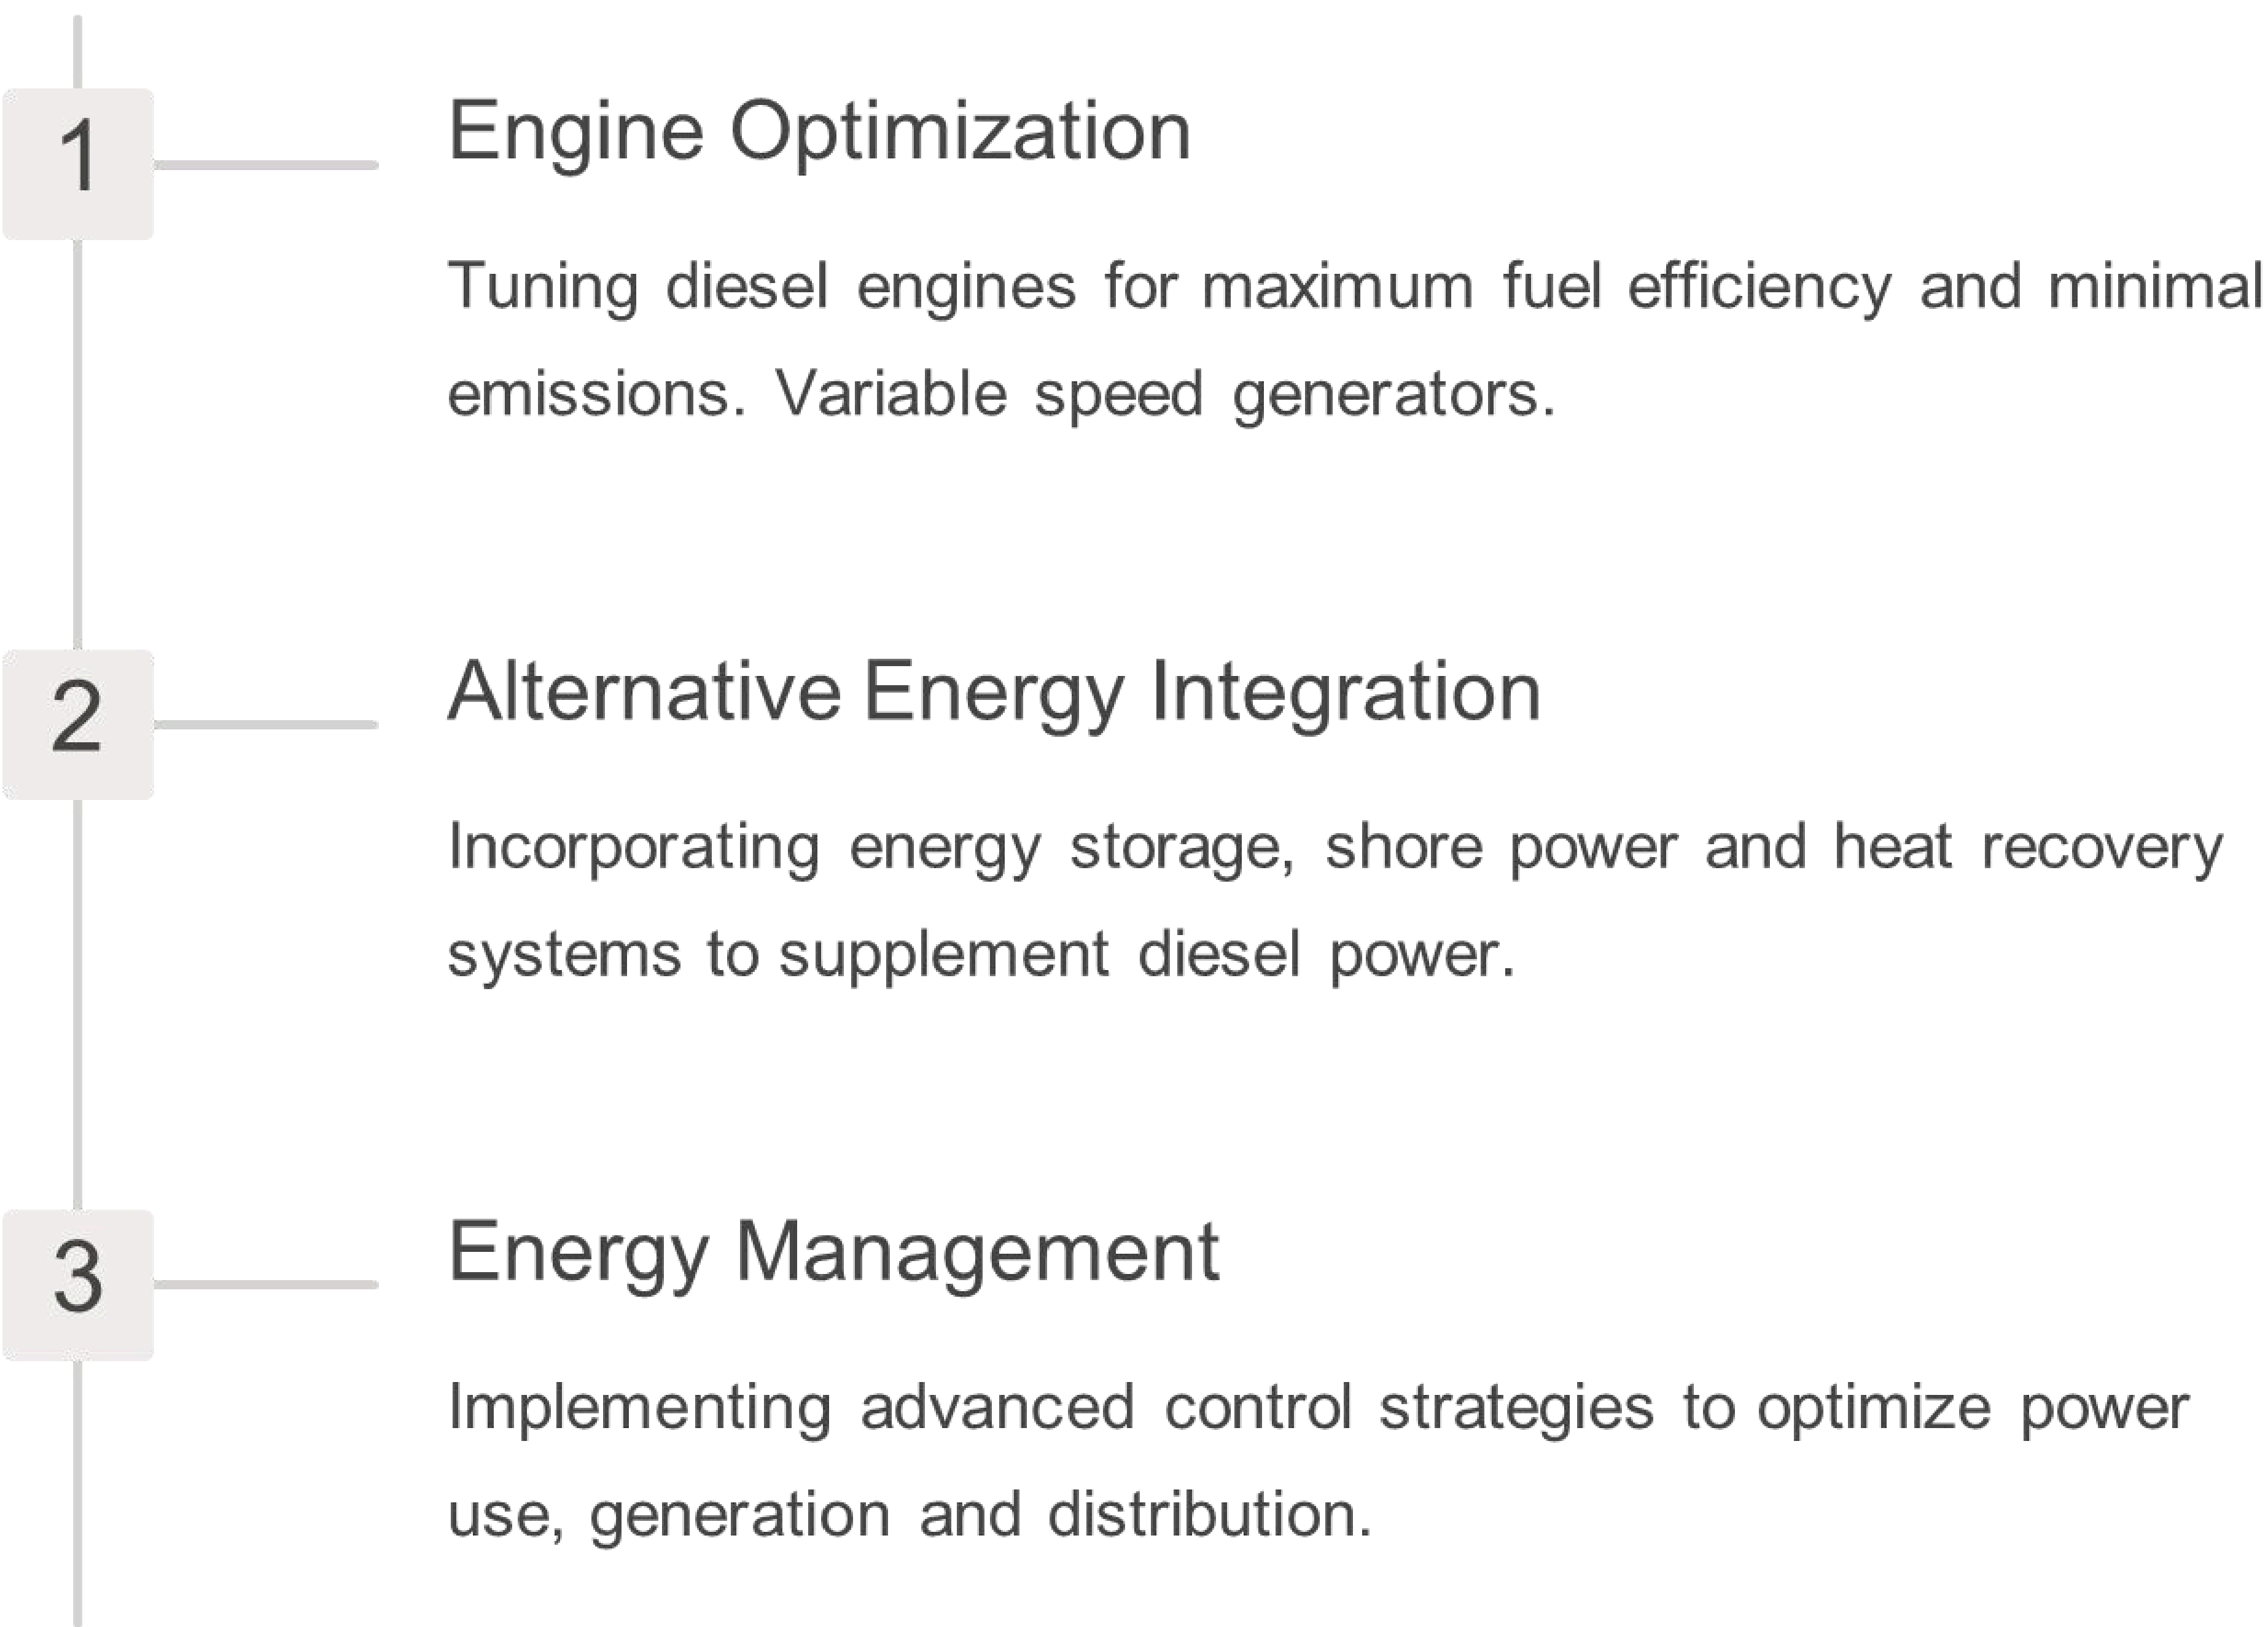 1
Engine Optimization
Tuning diesel engines for maximum fuel efficiency and minimal
emissions. Variable speed generators.
2
Alternative Energy Integration
Incorporating energy storage, shore power and heat recovery
systems to supplement diesel power.
3
Energy Management
Implementing advanced control strategies to optimize power
use, generation and distribution.